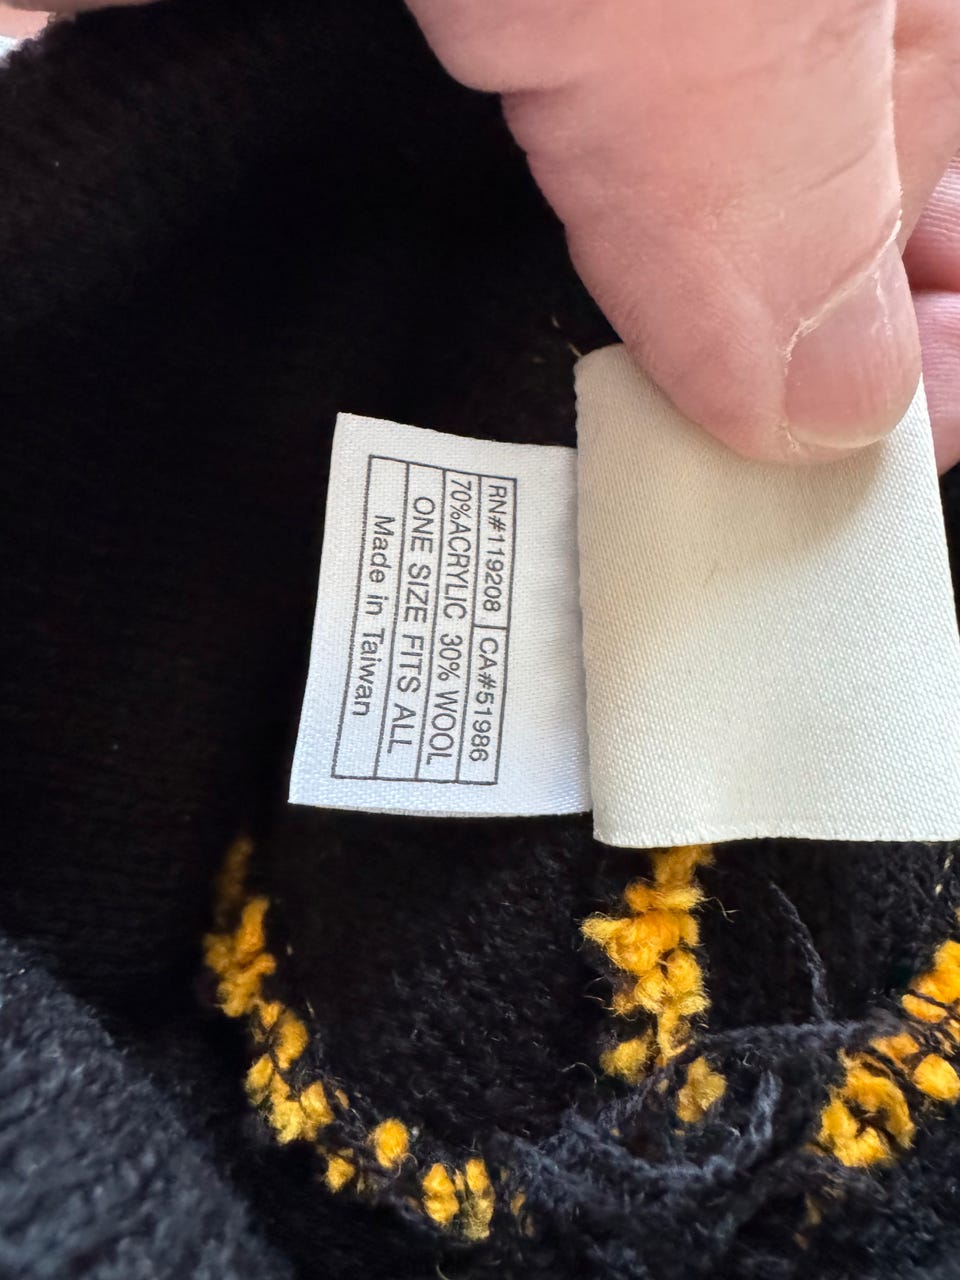 RN#119208 CA#51986
70%ACRYLIC 30% WOOL
ONE SIZE FITS ALL
Made in Taiwan